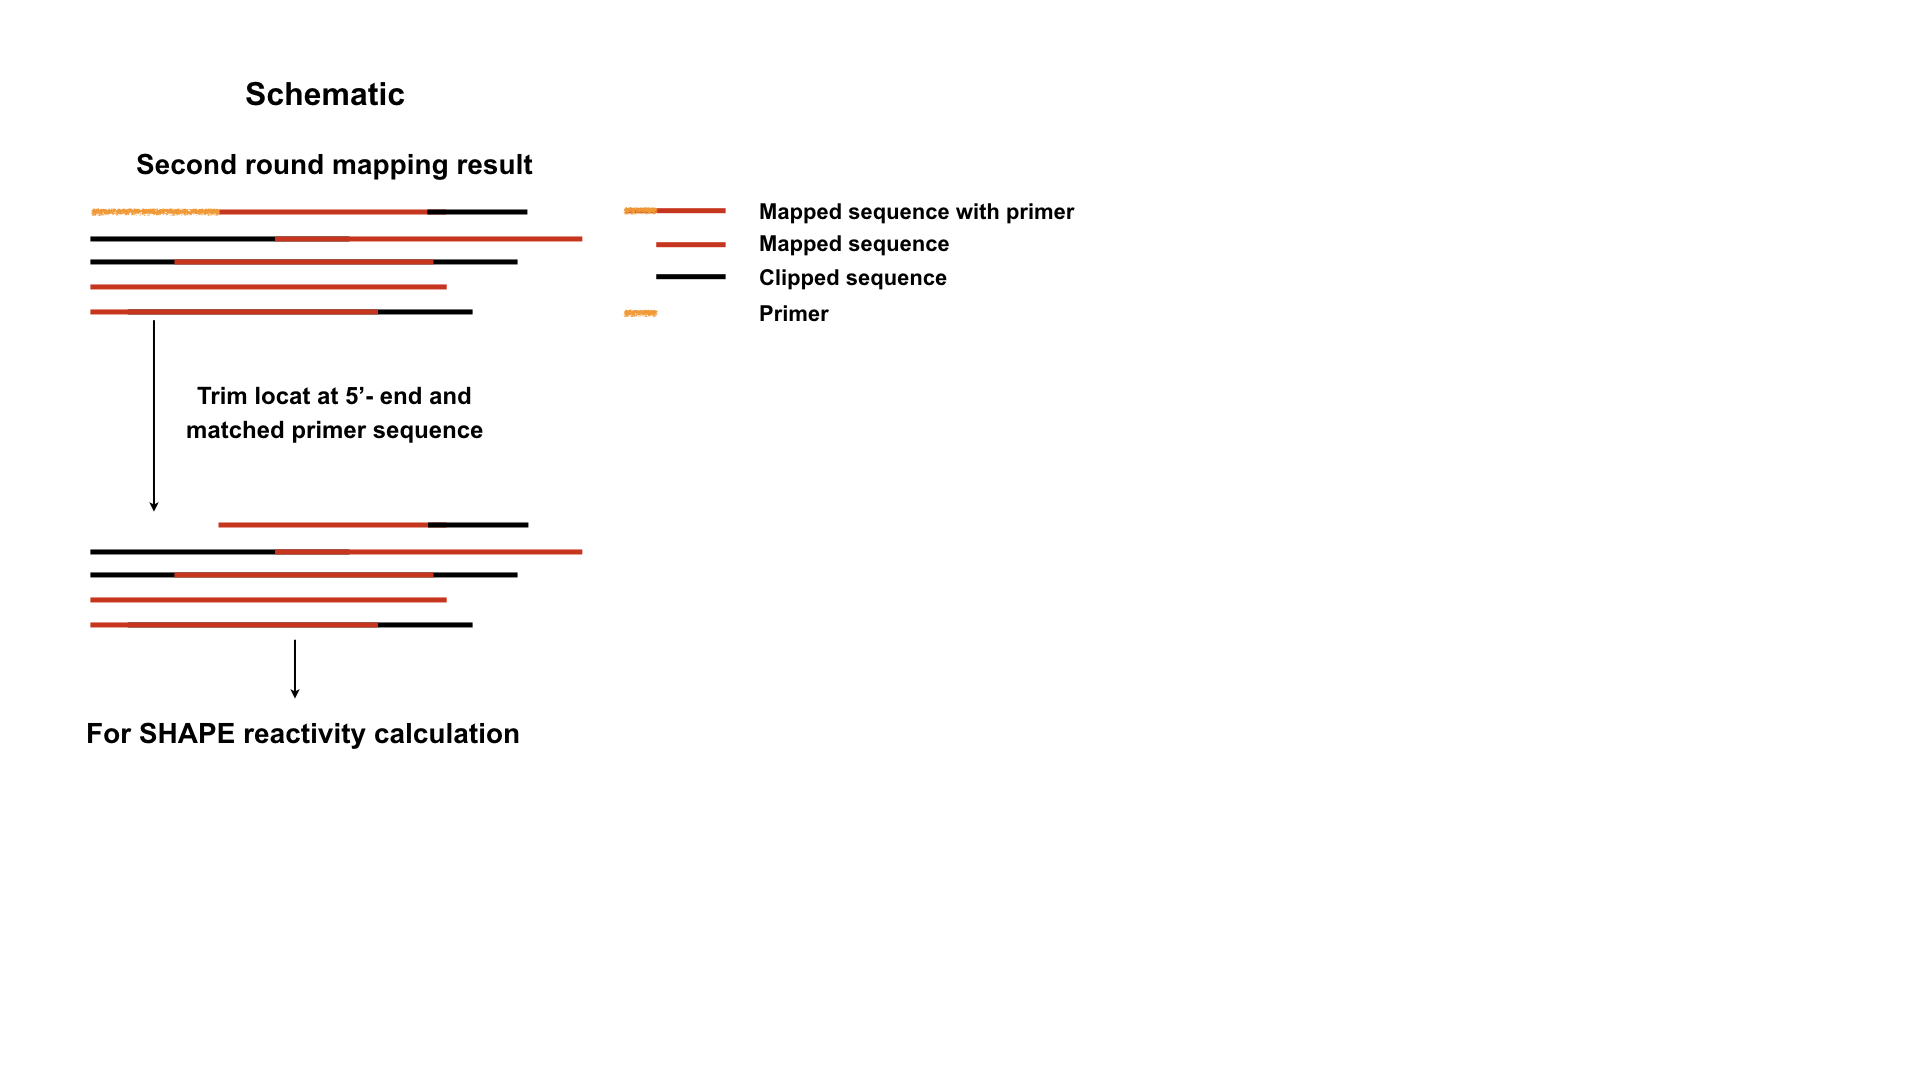 Schematic
Second round mapping result
Mapped sequence with primer
Mapped sequence
Clipped sequence
Primer
Trim locat at 5’- end and
matched primer sequence
For SHAPE reactivity calculation